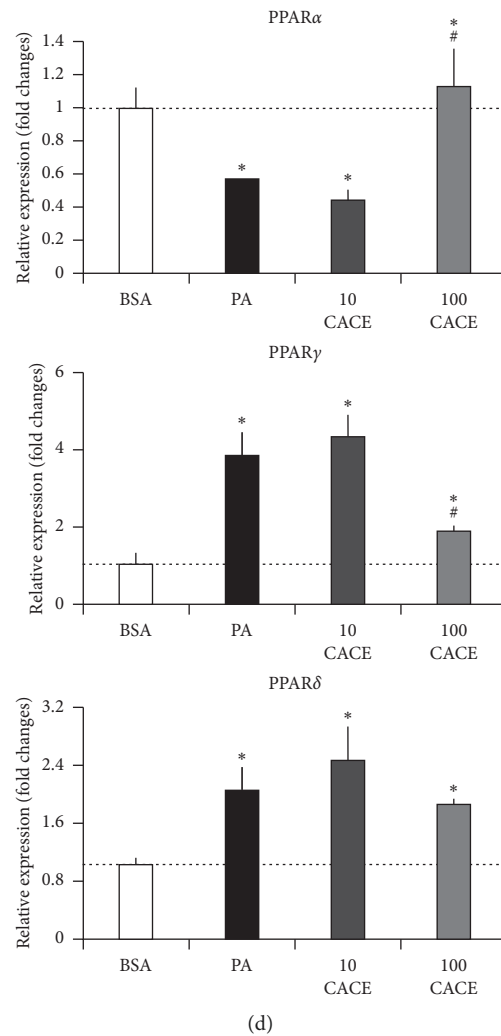 PPARα
Relative expression (fold changes)
1.4
1.2
1
0.8
0.6
0.4
0.2
0
*
*
*
#
BSA
PA
10
CACE
100
CACE
PPARγ
Relative expression (fold changes)
6
4
2
0
*
*
*
#
BSA
PA
10
CACE
100
CACE
PPARδ
Relative expression (fold changes)
3.2
2.4
1.6
0.8
0
*
*
*
BSA
PA
10
CACE
100
CACE
(d)